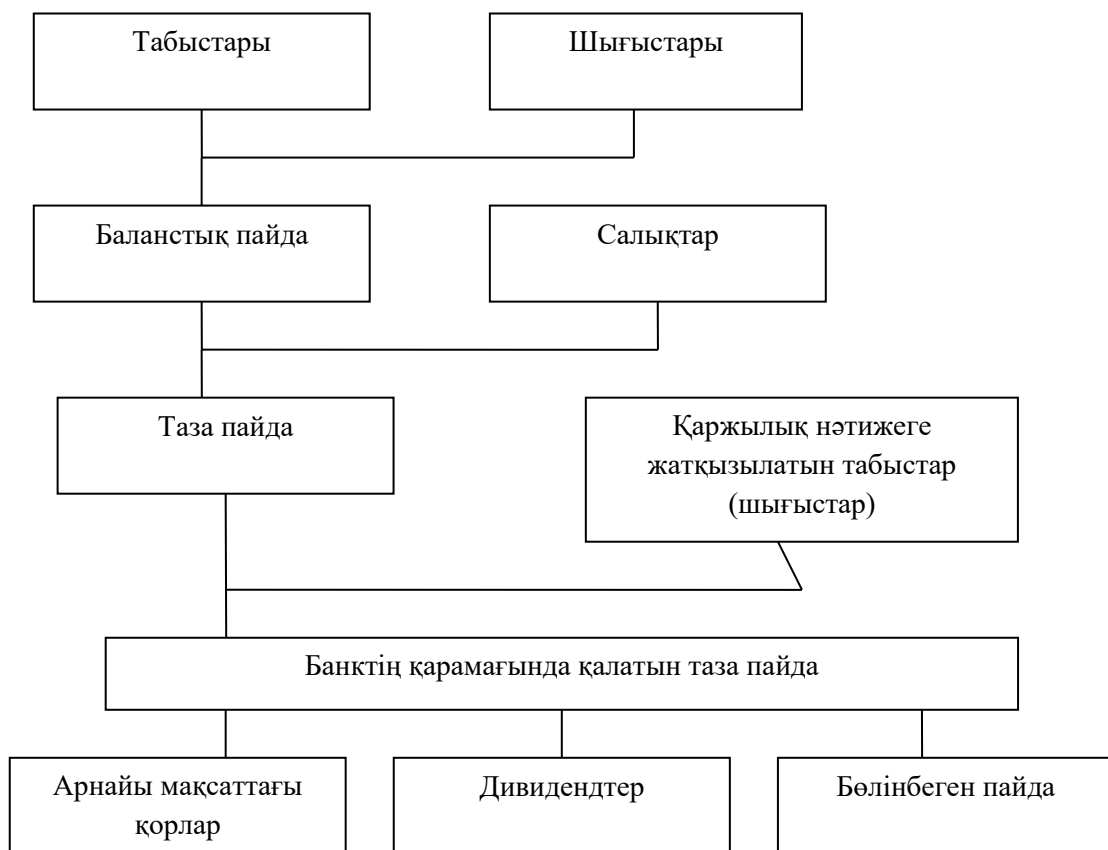 Табыстары
Шығыстары
Баланстық пайда
Салықтар
Таза пайда
Қаржылық нәтижеге
жатқызылатын табыстар
(шығыстар)
Банктің қарамағында қалатын таза пайда
Арнайы мақсаттағы
қорлар
Дивидендтер
Бөлінбеген пайда